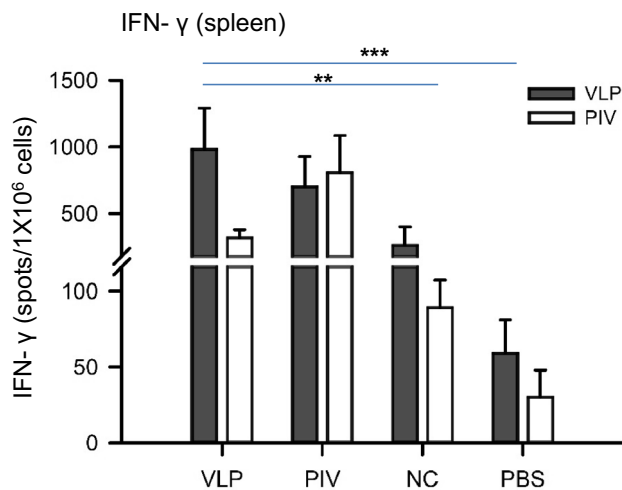 IFN- γ (spleen)
***
**
1500
1000
500
100
50
0
IFN- γ (spots/1X10⁶ cells)
VLP
PIV
VLP
PIV
NC
PBS